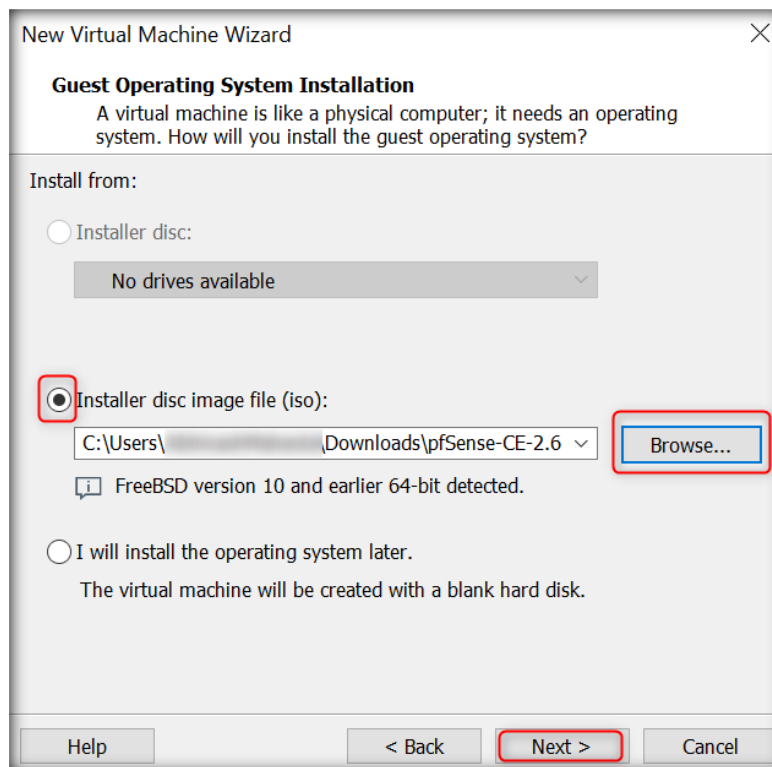 New Virtual Machine Wizard
Guest Operating System Installation
A virtual machine is like a physical computer; it needs an operating
system. How will you install the guest operating system?
Install from:
Installer disc:
No drives available
Installer disc image file (iso):
C:\Users\ \Downloads\pfSense-CE-2.6
Browse...
FreeBSD version 10 and earlier 64-bit detected.
I will install the operating system later.
The virtual machine will be created with a blank hard disk.
Help < Back Next > Cancel